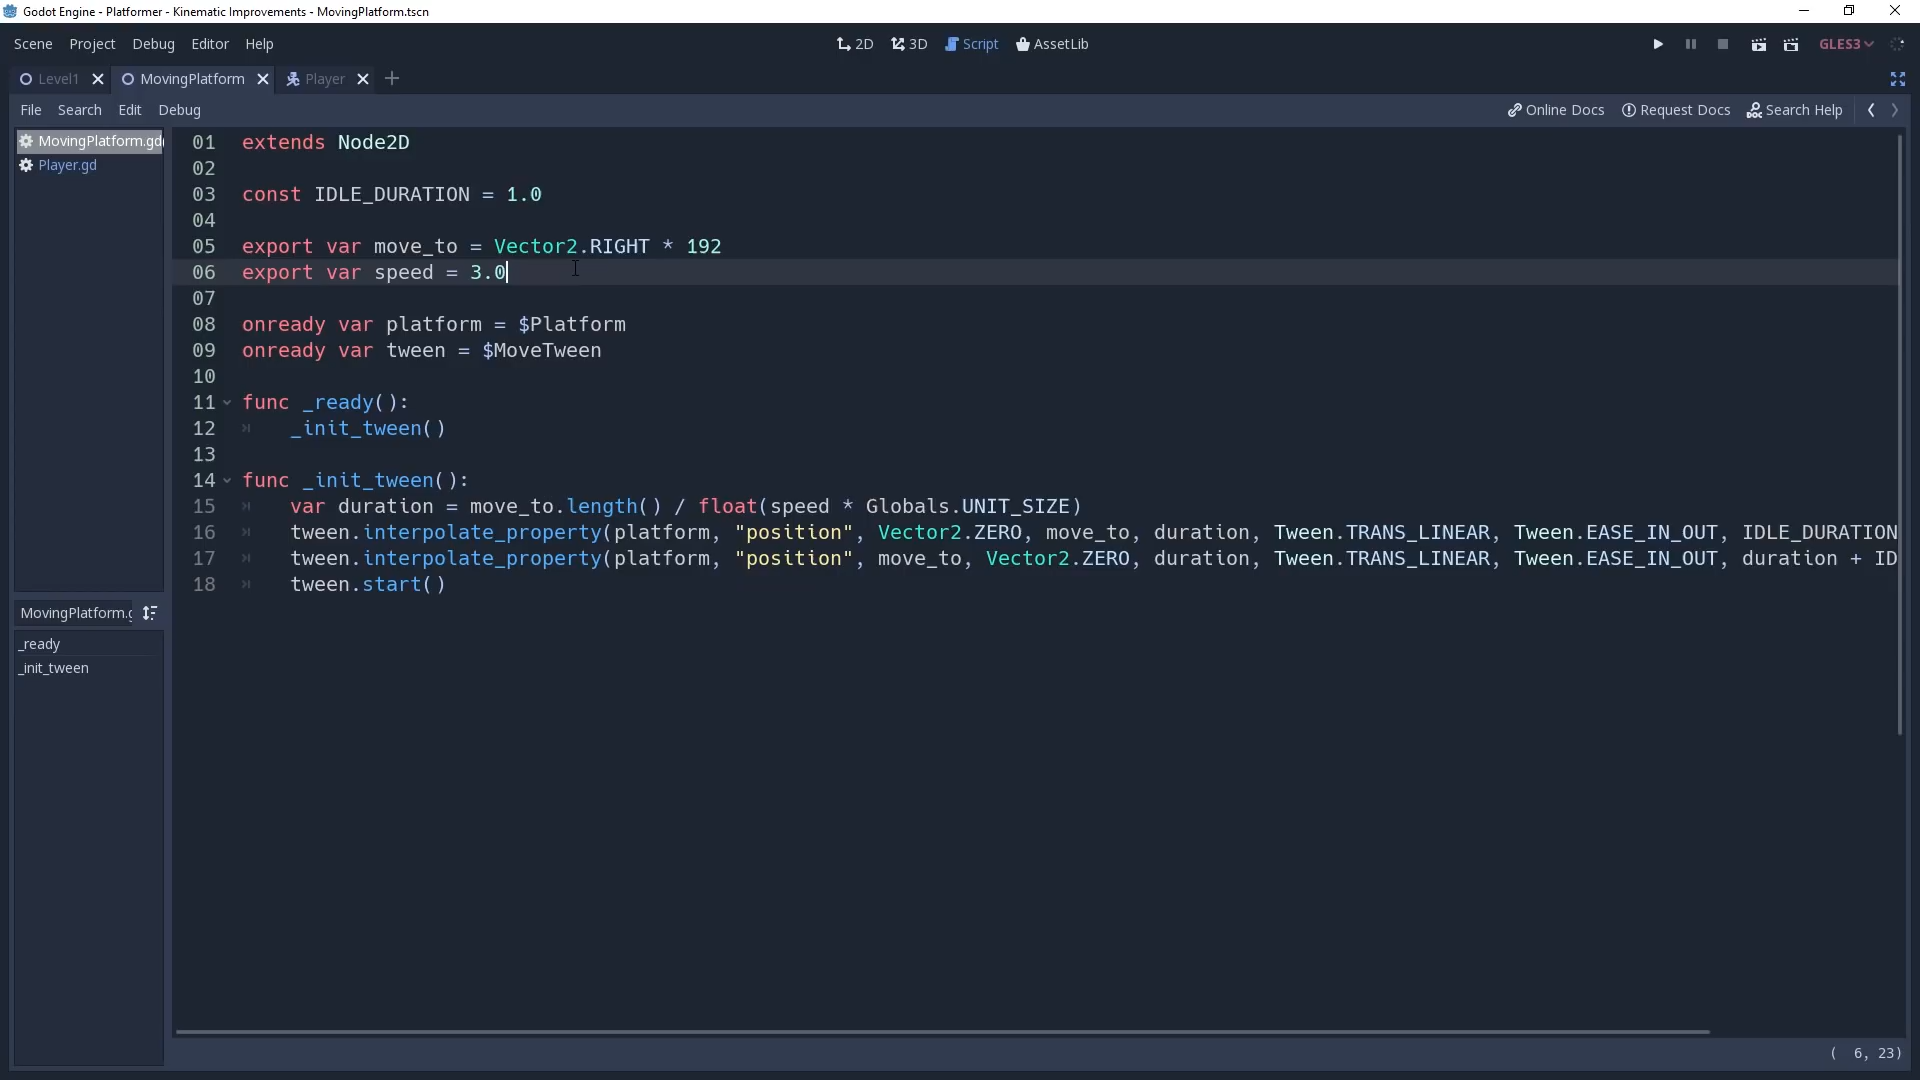 Godot Engine - Platformer - Kinematic Improvements - MovingPlatform.tscn
Scene Project Debug Editor Help 2D 3D Script AssetLib GLES3
Level1 MovingPlatform Player
File Search Edit Debug Online Docs Request Docs Search Help
MovingPlatform.gd(
Player.gd
01 extends Node2D
02
03 const IDLE_DURATION = 1.0
04
05 export var move_to = Vector2.RIGHT * 192
06 export var speed = 3.0
07
08 onready var platform = $Platform
09 onready var tween = $MoveTween
10
11 func _ready():
12 _init_tween()
13
14 func _init_tween():
15 var duration = move_to.length() / float(speed * Globals.UNIT_SIZE)
16 tween.interpolate_property(platform, "position", Vector2.ZERO, move_to, duration, Tween.TRANS_LINEAR, Tween.EASE_IN_OUT, IDLE_DURATION
17 tween.interpolate_property(platform, "position", move_to, Vector2.ZERO, duration, Tween.TRANS_LINEAR, Tween.EASE_IN_OUT, duration + ID
18 tween.start()
MovingPlatform.g
_ready
_init_tween
( 6, 23)